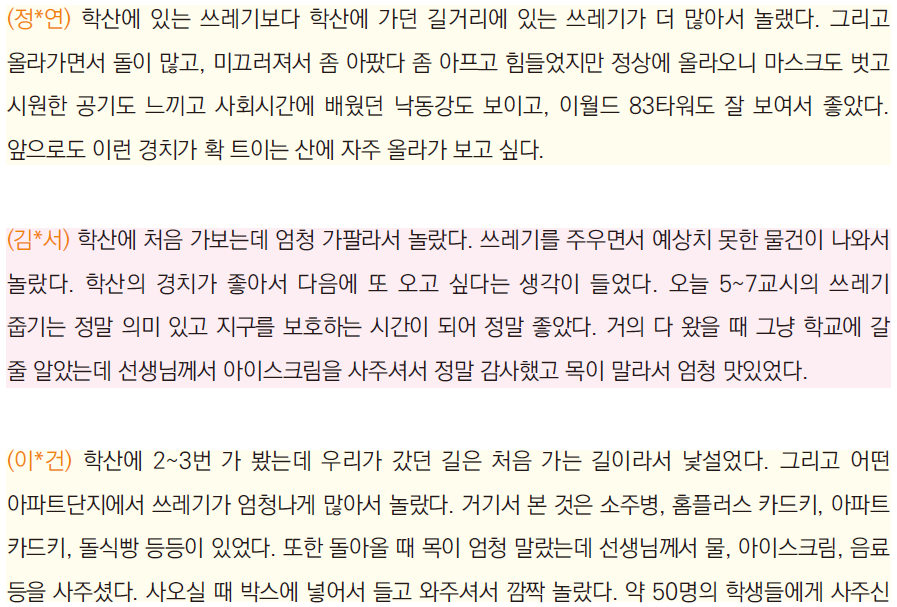 (정*연) 학산에 있는 쓰레기보다 학산에 가던 길거리에 있는 쓰레기가 더 많아서 놀랬다. 그리고
올라가면서 돌이 많고, 미끄러져서 좀 아팠다 좀 아프고 힘들었지만 정상에 올라오니 마스크도 벗고
시원한 공기도 느끼고 사회시간에 배웠던 낙동강도 보이고, 이월드 83타워도 잘 보여서 좋았다.
앞으로도 이런 경치가 확 트이는 산에 자주 올라가 보고 싶다.
(김*서) 학산에 처음 가보는데 엄청 가팔라서 놀랐다. 쓰레기를 주우면서 예상치 못한 물건이 나와서
놀랐다. 학산의 경치가 좋아서 다음에 또 오고 싶다는 생각이 들었다. 오늘 5~7교시의 쓰레기
줍기는 정말 의미 있고 지구를 보호하는 시간이 되어 정말 좋았다. 거의 다 왔을 때 그냥 학교에 갈
줄 알았는데 선생님께서 아이스크림을 사주셔서 정말 감사했고 목이 말라서 엄청 맛있었다.
(이*건) 학산에 2~3번 가 봤는데 우리가 갔던 길은 처음 가는 길이라서 낯설었다. 그리고 어떤
아파트단지에서 쓰레기가 엄청나게 많아서 놀랐다. 거기서 본 것은 소주병, 홈플러스 카드키, 아파트
카드키, 돌식방 등등이 있었다. 또한 돌아올 때 목이 엄청 말랐는데 선생님께서 물, 아이스크림, 음료
등을 사주셨다. 사오실 때 박스에 넣어서 들고 와주셔서 깜짝 놀랐다. 약 50명의 학생들에게 사주신